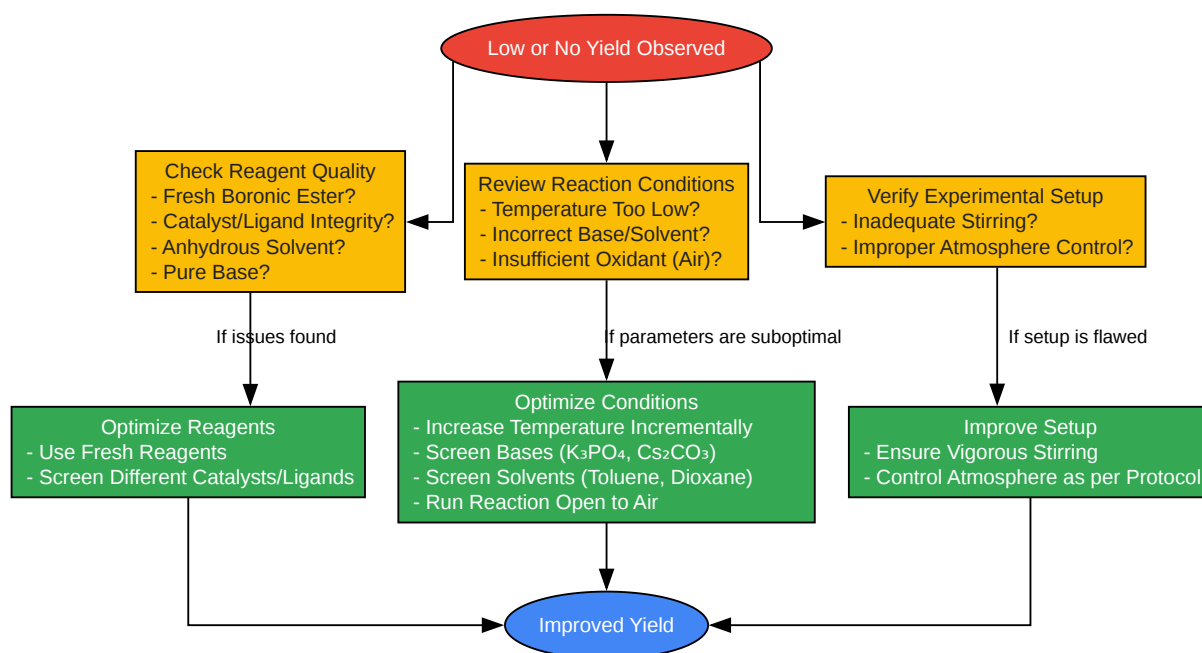 Low or No Yield Observed
Check Reagent Quality
- Fresh Boronic Ester?
- Catalyst/Ligand Integrity?
- Anhydrous Solvent?
- Pure Base?
Review Reaction Conditions
- Temperature Too Low?
- Incorrect Base/Solvent?
- Insufficient Oxidant (Air)?
Verify Experimental Setup
- Inadequate Stirring?
- Improper Atmosphere Control?
If issues found
If parameters are suboptimal
If setup is flawed
Optimize Reagents
- Use Fresh Reagents
- Screen Different Catalysts/Ligands
Optimize Conditions
- Increase Temperature Incrementally
- Screen Bases (K₃PO₄, Cs₂CO₃)
- Screen Solvents (Toluene, Dioxane)
- Run Reaction Open to Air
Improve Setup
- Ensure Vigorous Stirring
- Control Atmosphere as per Protocol
Improved Yield